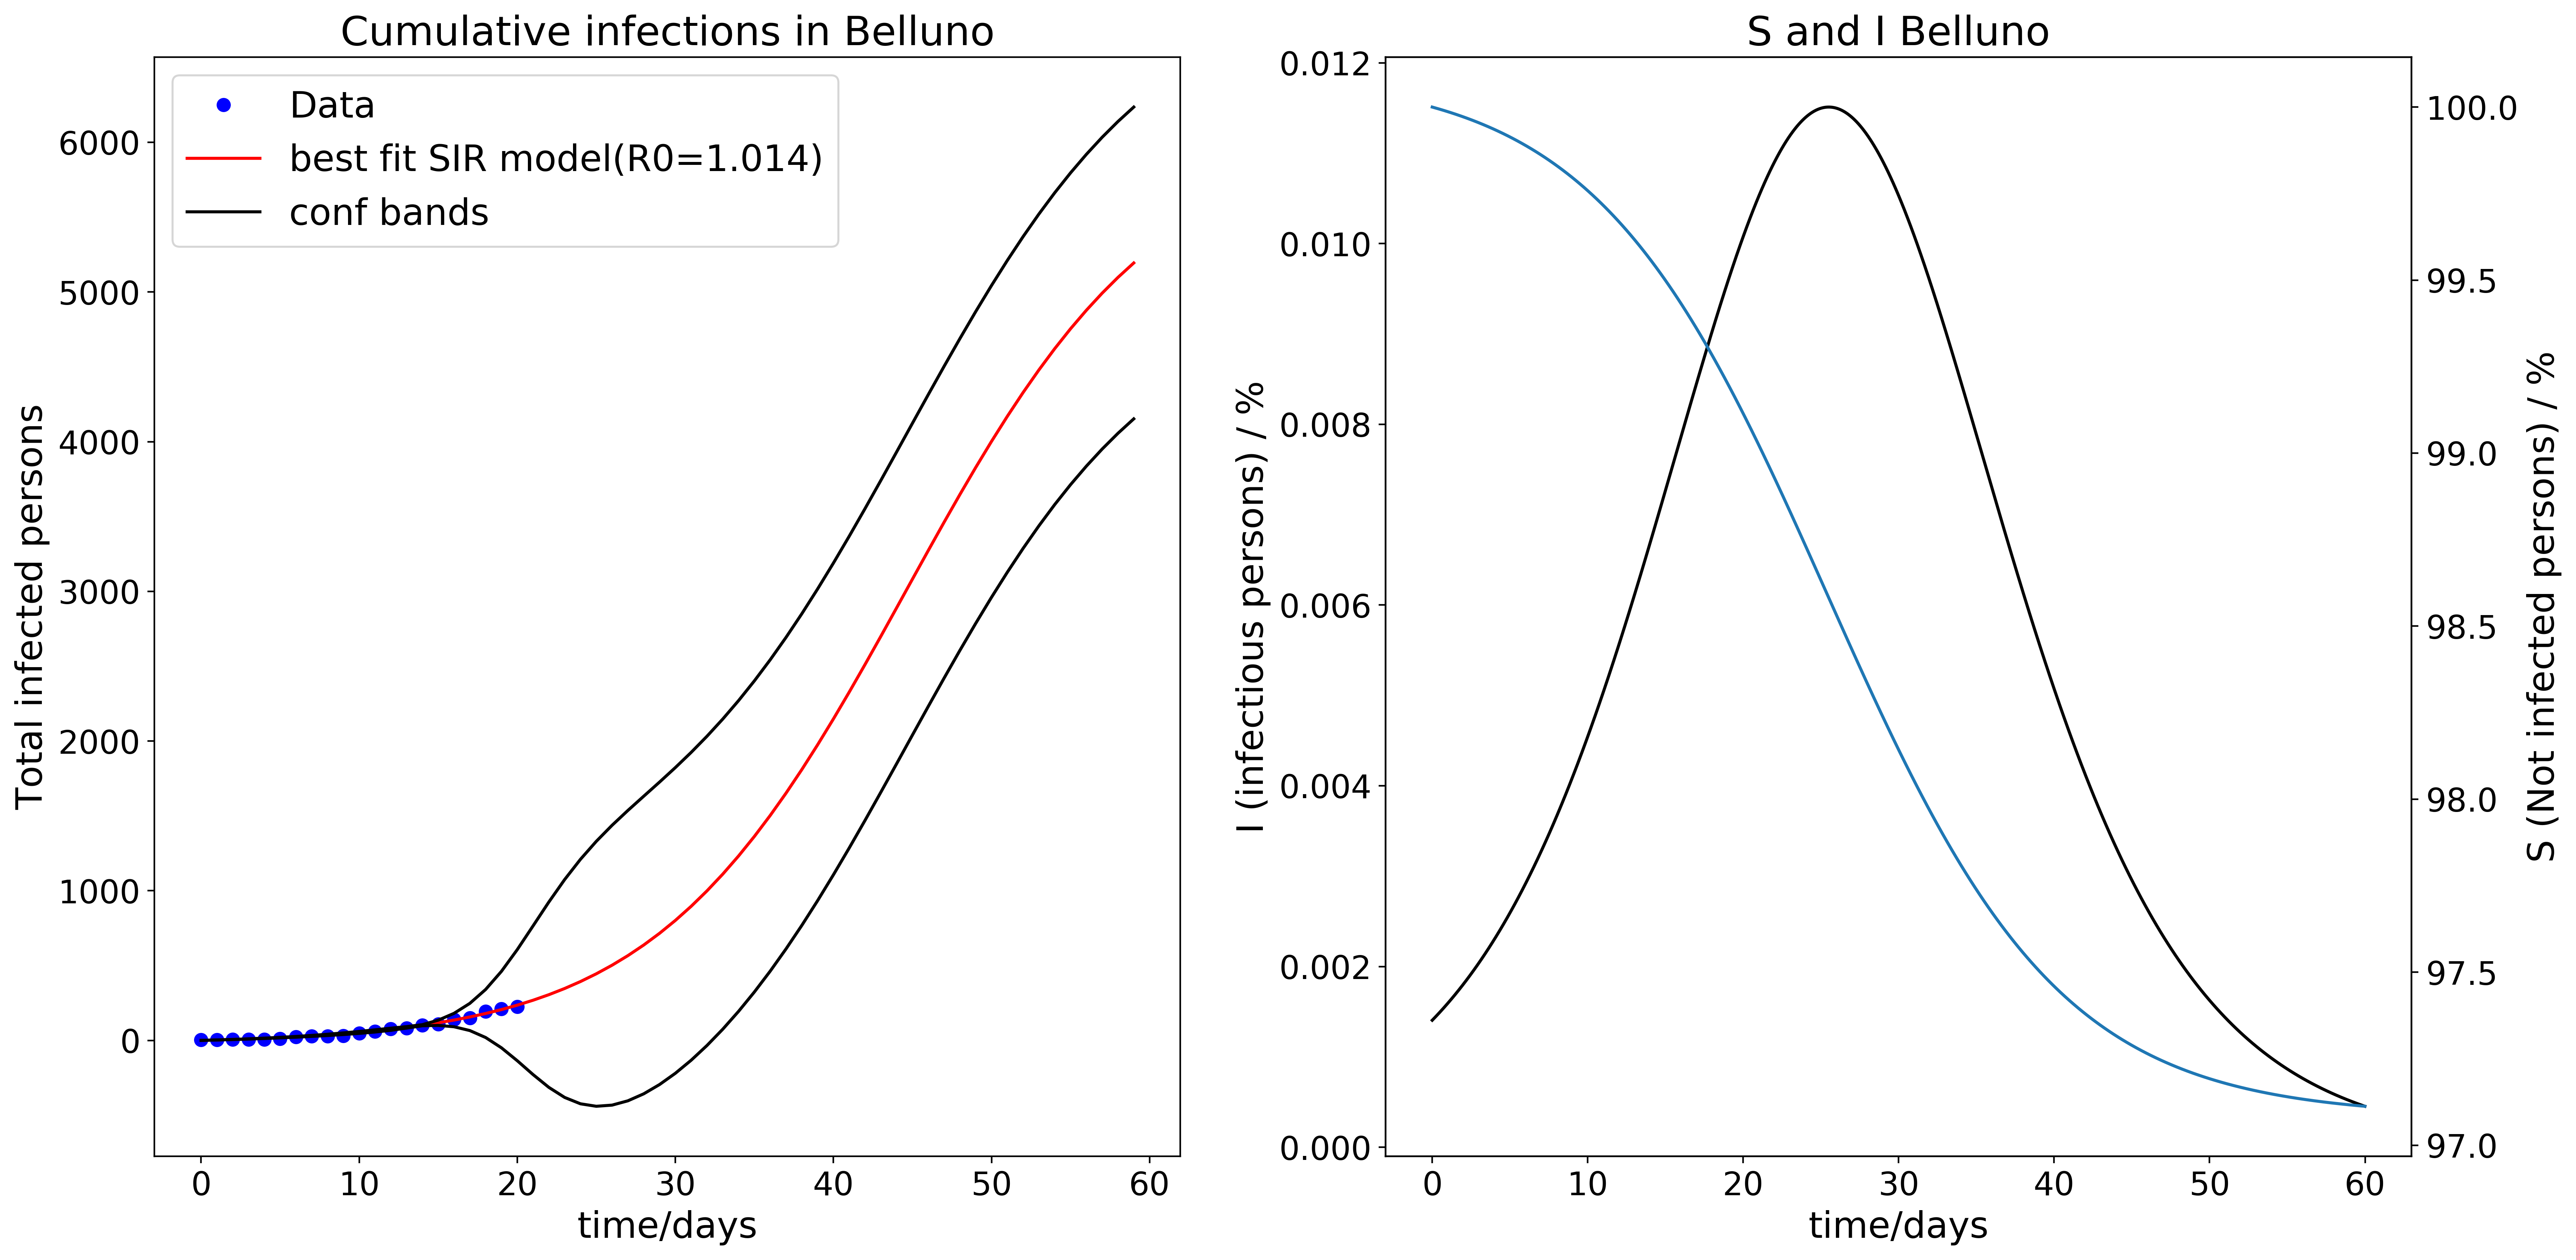 Cumulative infections in Belluno
Data
best fit SIR model(R0=1.014)
conf bands
Total infected persons
6000
5000
4000
3000
2000
1000
0
0 10 20 30 40 50 60
time/days
S and I Belluno
I (infectious persons) / %
0.012
0.010
0.008
0.006
0.004
0.002
0.000
100.0
99.5
99.0
98.5
98.0
97.5
97.0
S (Not infected persons) / %
0 10 20 30 40 50 60
time/days